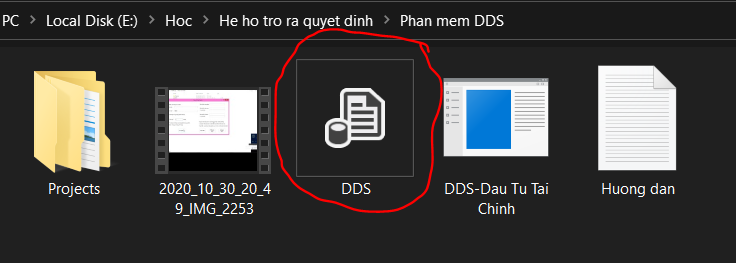 PC > Local Disk (E:) > Hoc > He ho tro ra quyet dinh > Phan mem DDS
Projects
2020_10_30_20_4
9_IMG_2253
DDS
DDS-Dau Tu Tai
Chinh
Huong dan